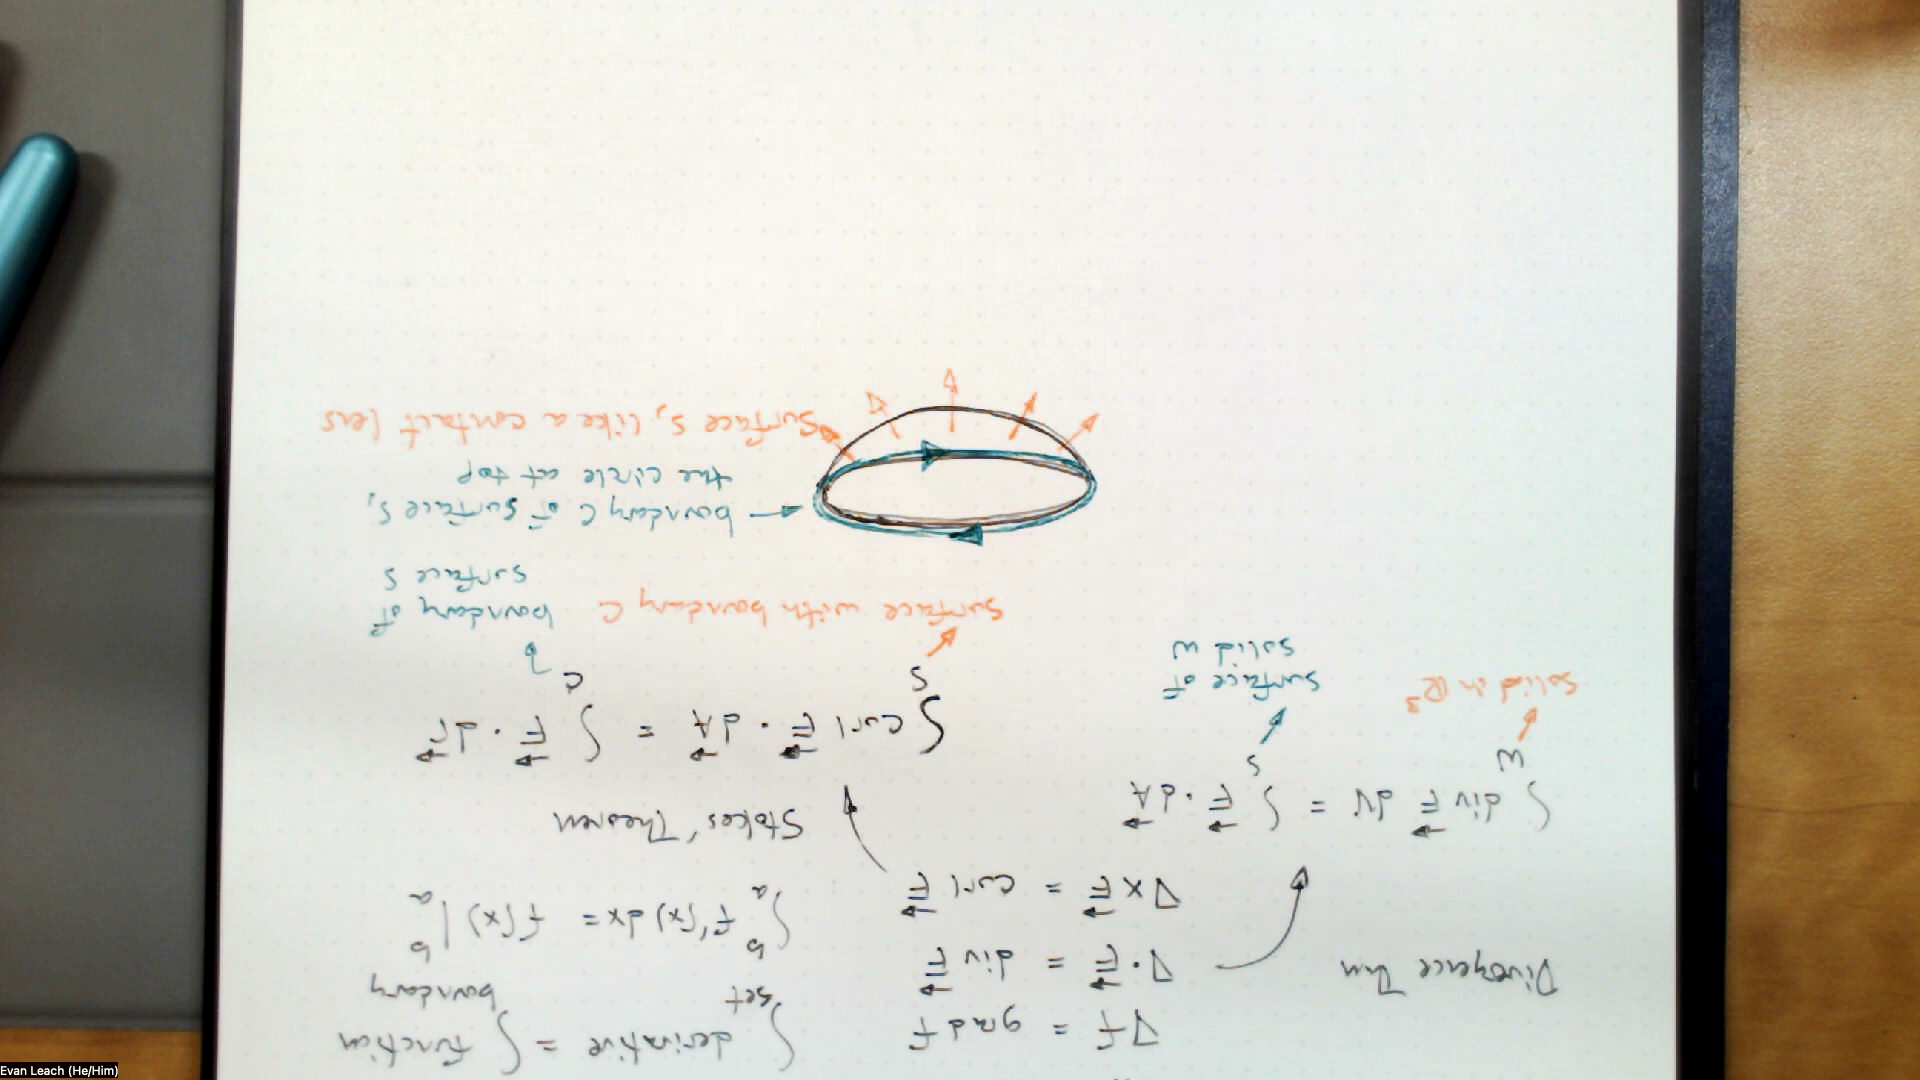 ∇f = grad f
∇·F⃗ = div F⃗
∇×F⃗ = curl F⃗
∫_set derivative = ∫_boundary function
∫_a^b f'(x) dx = f(x)|_a^b
Divergence Thm
∫_W div F⃗ dV = ∫_S F⃗ · dA⃗
solid in ℝ³
surface of
solid W
Stokes' Theorem
∫_S curl F⃗ · dA⃗ = ∫_C F⃗ · dr⃗
surface with boundary C
boundary of
surface S
boundary C of surface S,
the circle at top
surface S, like a contact lens
Evan Leach (He/Him)